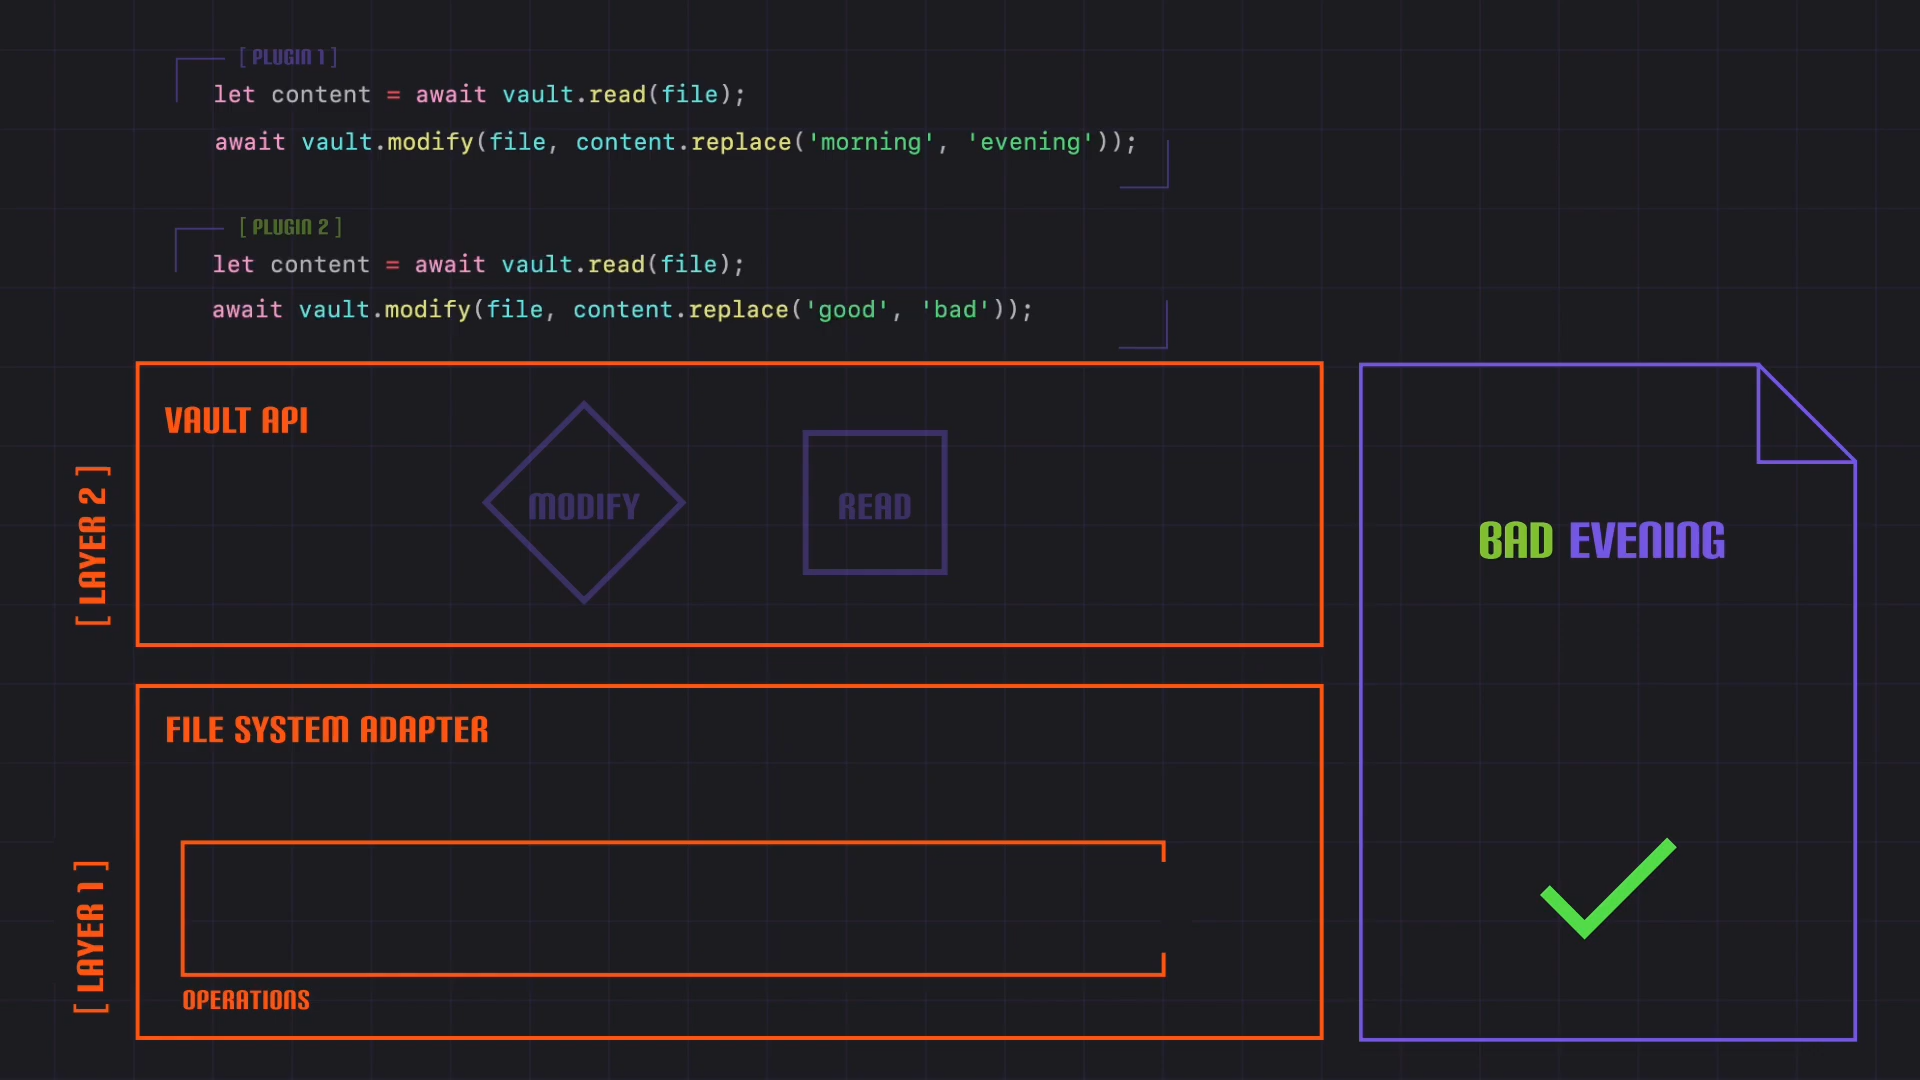 [ PLUGIN 1 ]
let content = await vault.read(file);
await vault.modify(file, content.replace('morning', 'evening'));
[ PLUGIN 2 ]
let content = await vault.read(file);
await vault.modify(file, content.replace('good', 'bad'));
[ LAYER 2 ]
VAULT API
MODIFY
READ
BAD EVENING
[ LAYER 1 ]
FILE SYSTEM ADAPTER
OPERATIONS